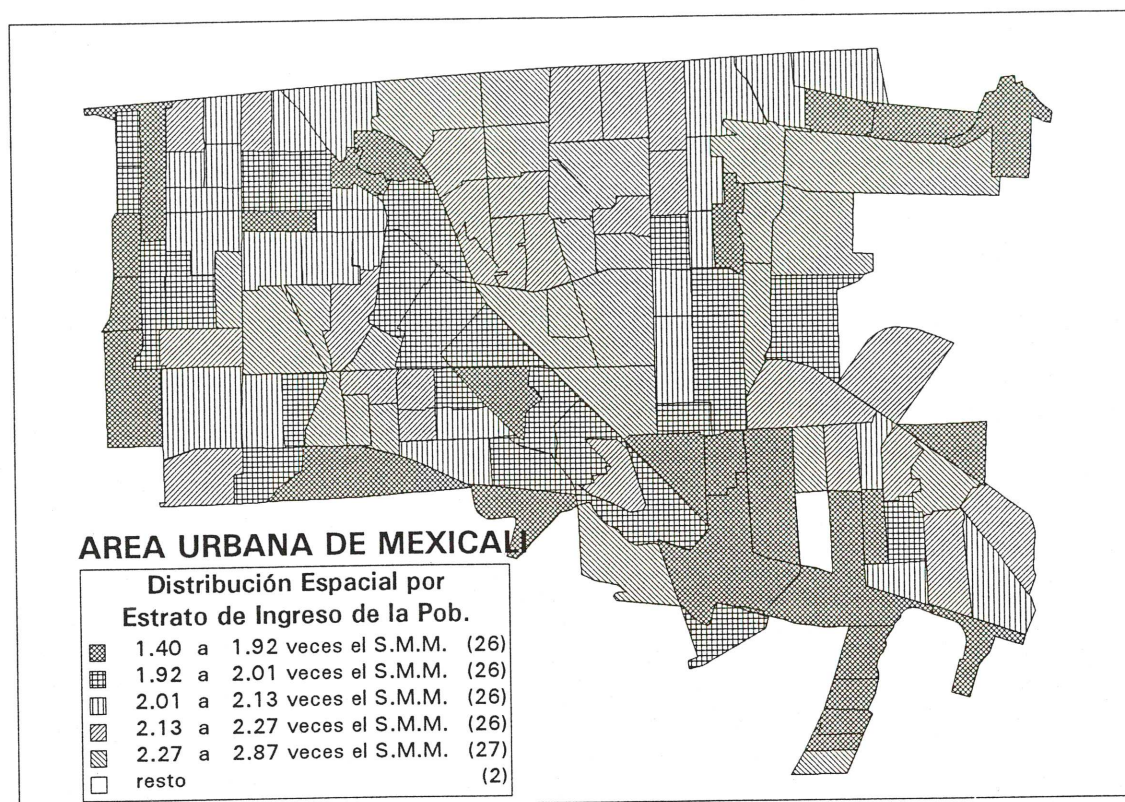 AREA URBANA DE MEXICALI
Distribución Espacial por
Estrato de Ingreso de la Pob.
1.40 a 1.92 veces el S.M.M. (26)
1.92 a 2.01 veces el S.M.M. (26)
2.01 a 2.13 veces el S.M.M. (26)
2.13 a 2.27 veces el S.M.M. (26)
2.27 a 2.87 veces el S.M.M. (27)
resto (2)